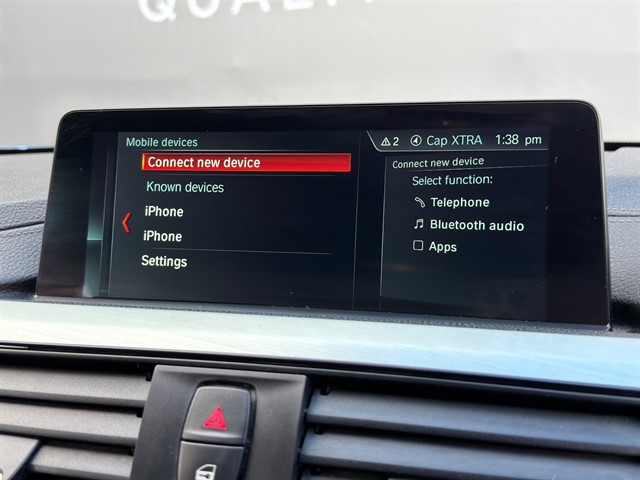 QUALI
Mobile devices
2 Cap XTRA 1:38 pm
Connect new device
Known devices
iPhone
iPhone
Settings
Connect new device
Select function:
Telephone
Bluetooth audio
Apps